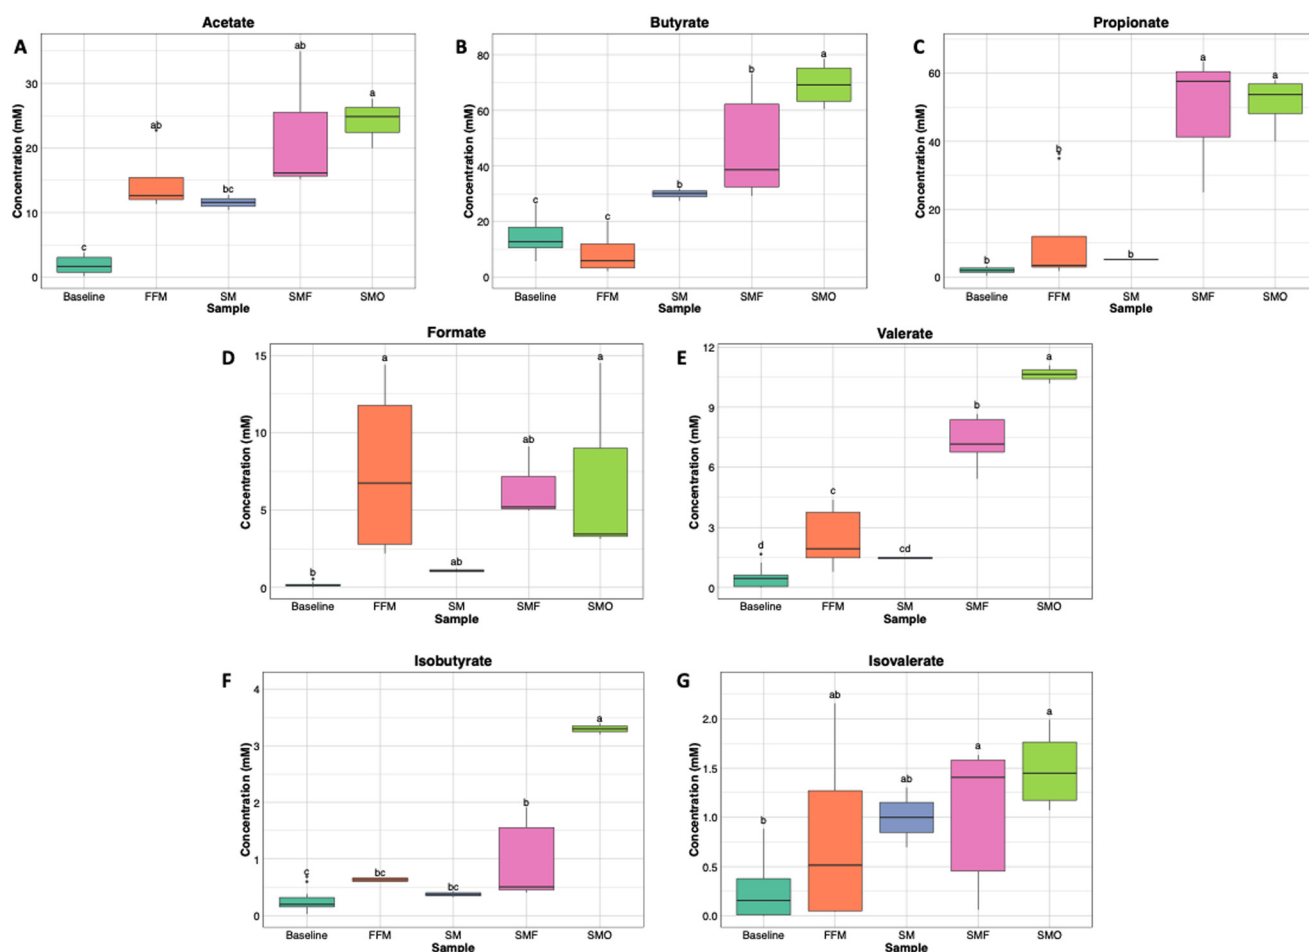 Acetate
A
Concentration (mM)
30
20
10
0
c
ab
bc
ab
a
Baseline FFM SM SMF SMO
Sample
Butyrate
B
Concentration (mM)
80
60
40
20
0
c
c
b
b
a
Baseline FFM SM SMF SMO
Sample
Propionate
C
Concentration (mM)
60
40
20
0
b
b
b
a
a
Baseline FFM SM SMF SMO
Sample
Formate
D
Concentration (mM)
15
10
5
0
b
a
ab
ab
a
Baseline FFM SM SMF SMO
Sample
Valerate
E
Concentration (mM)
12
9
6
3
0
d
c
cd
b
a
Baseline FFM SM SMF SMO
Sample
Isobutyrate
F
Concentration (mM)
4
3
2
1
0
c
bc
bc
b
a
Baseline FFM SM SMF SMO
Sample
Isovalerate
G
Concentration (mM)
2.0
1.5
1.0
0.5
0.0
b
ab
ab
a
a
Baseline FFM SM SMF SMO
Sample